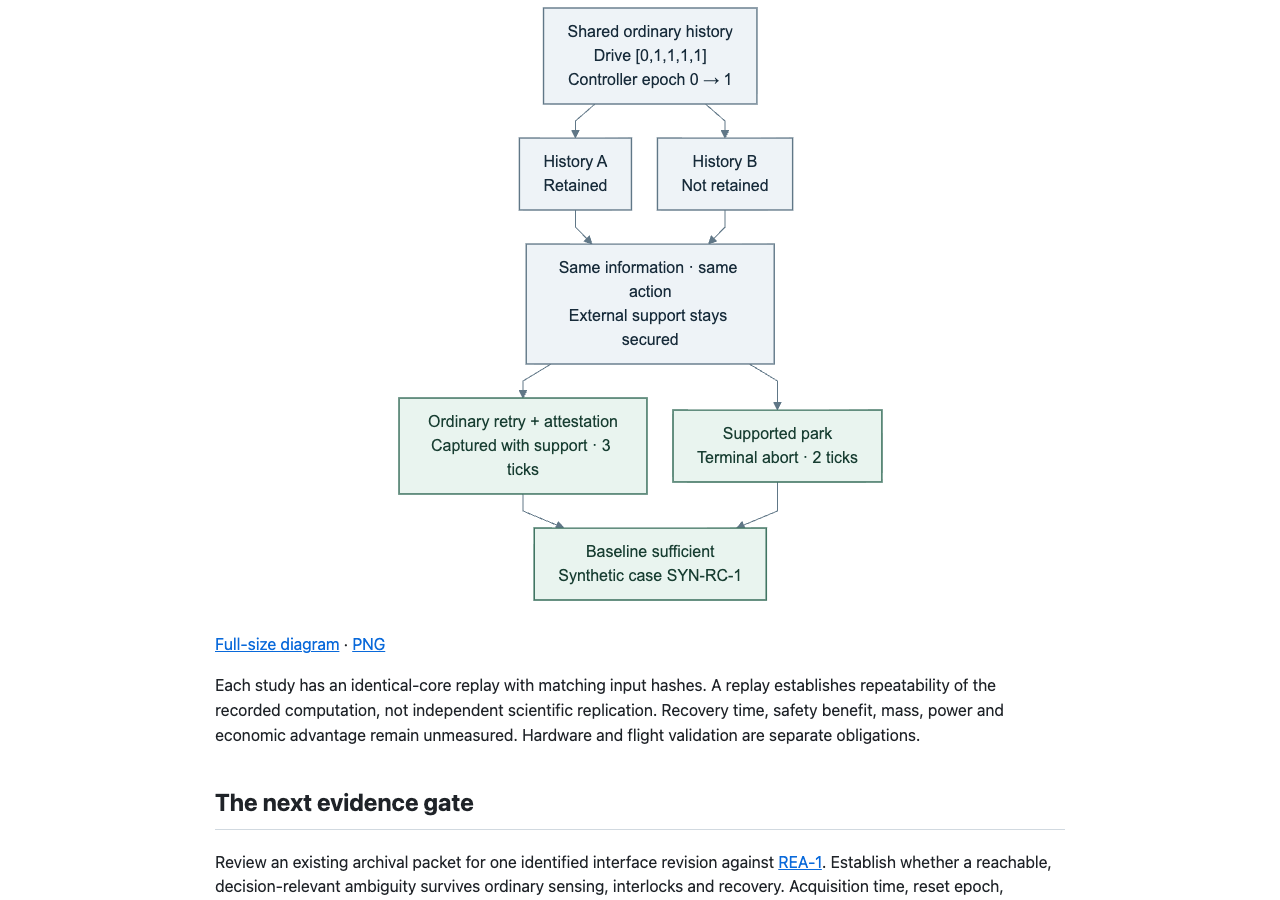 Shared ordinary history
Drive [0,1,1,1,1]
Controller epoch 0 → 1
History A
Retained
History B
Not retained
Same information · same
action
External support stays
secured
Ordinary retry + attestation
Captured with support · 3
ticks
Supported park
Terminal abort · 2 ticks
Baseline sufficient
Synthetic case SYN-RC-1
Full-size diagram · PNG
Each study has an identical-core replay with matching input hashes. A replay establishes repeatability of the
recorded computation, not independent scientific replication. Recovery time, safety benefit, mass, power and
economic advantage remain unmeasured. Hardware and flight validation are separate obligations.
The next evidence gate
Review an existing archival packet for one identified interface revision against REA-1. Establish whether a reachable,
decision-relevant ambiguity survives ordinary sensing, interlocks and recovery. Acquisition time, reset epoch,